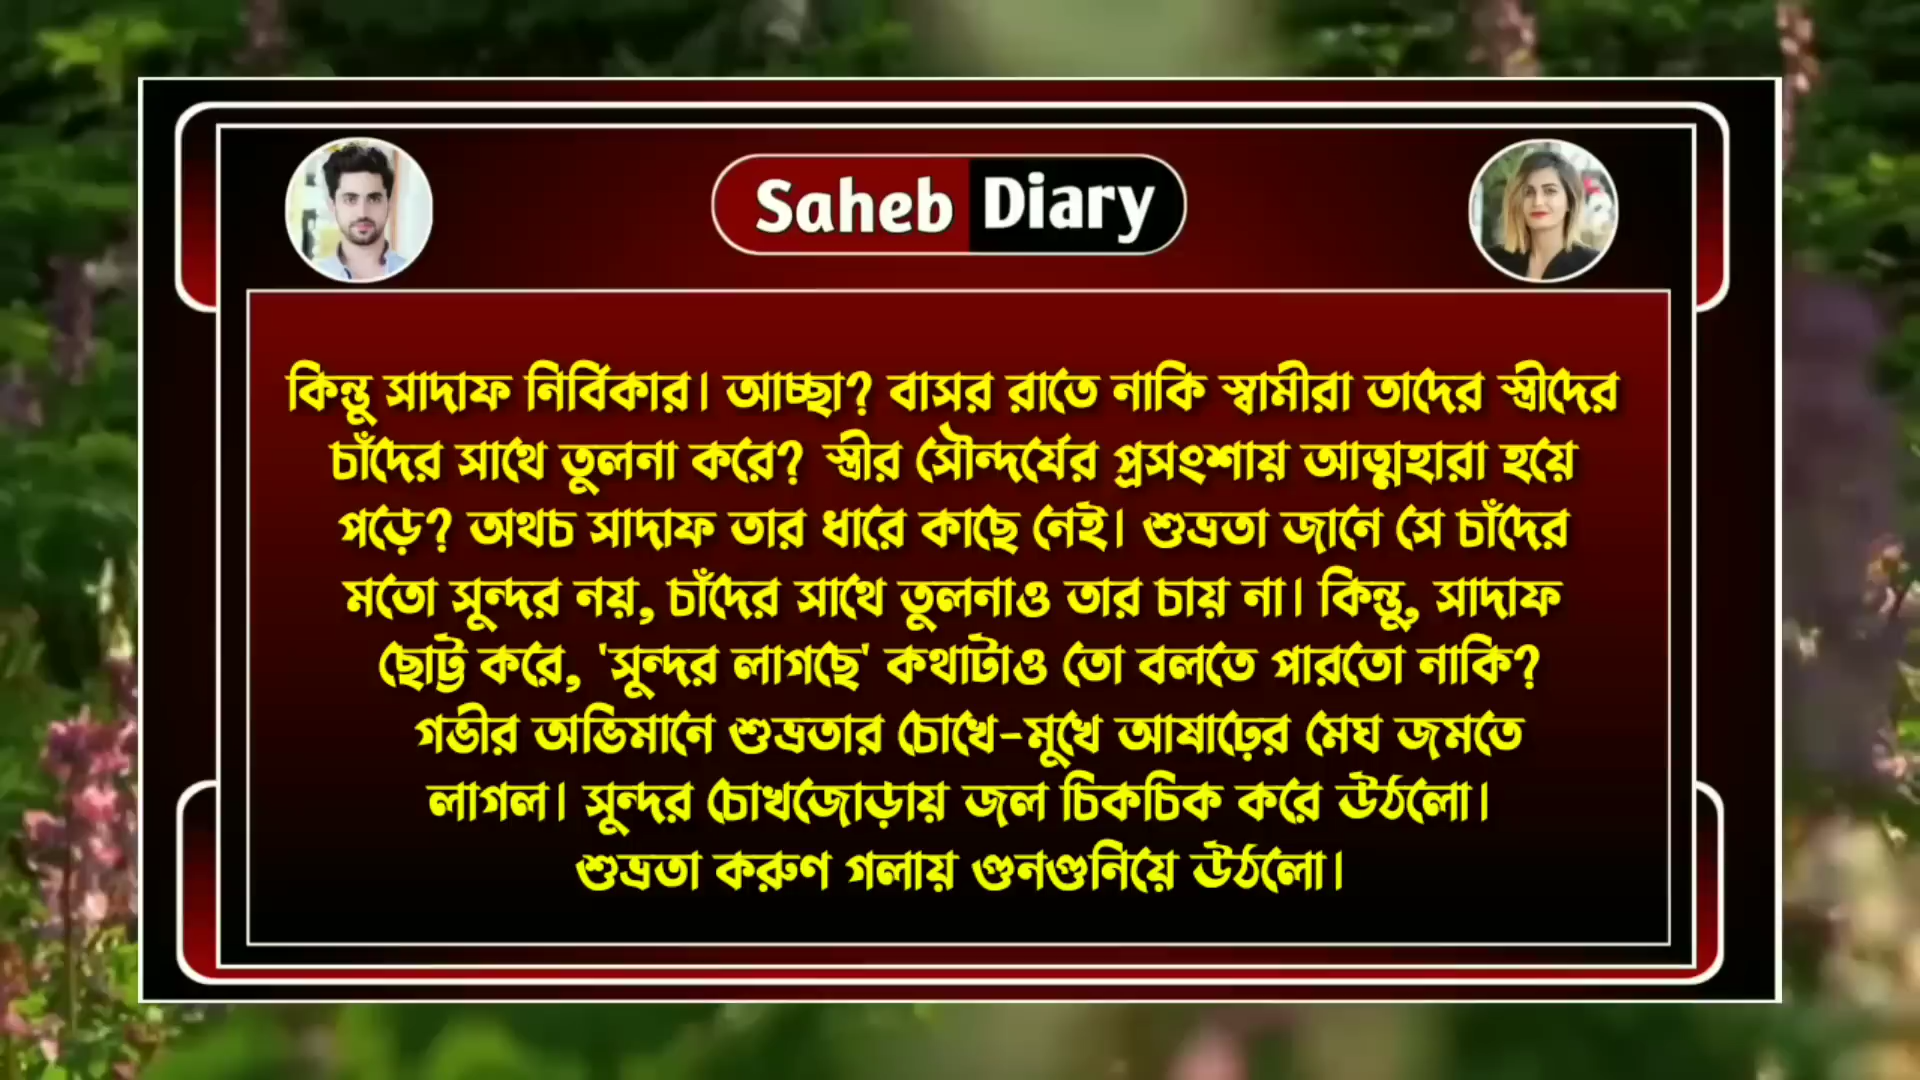 Saheb Diary
কিন্তু সাদাফ নির্বিকার। আচ্ছা? বাসর রাতে নাকি স্বামীরা তাদের স্ত্রীদের
চাঁদের সাথে তুলনা করে? স্ত্রীর সৌন্দর্যের প্রসংশায় আত্মহারা হয়ে
পড়ে? অথচ সাদাফ তার ধারে কাছে নেই। শুভ্রতা জানে সে চাঁদের
মতো সুন্দর নয়, চাঁদের সাথে তুলনাও তার চায় না। কিন্তু, সাদাফ
ছোট্ট করে, 'সুন্দর লাগছে' কথাটাও তো বলতে পারতো নাকি?
গভীর অভিমানে শুভ্রতার চোখে-মুখে আষাঢ়ের মেঘ জমতে
লাগল। সুন্দর চোখজোড়ায় জল চিকচিক করে উঠলো।
শুভ্রতা করুণ গলায় গুনগুনিয়ে উঠলো।